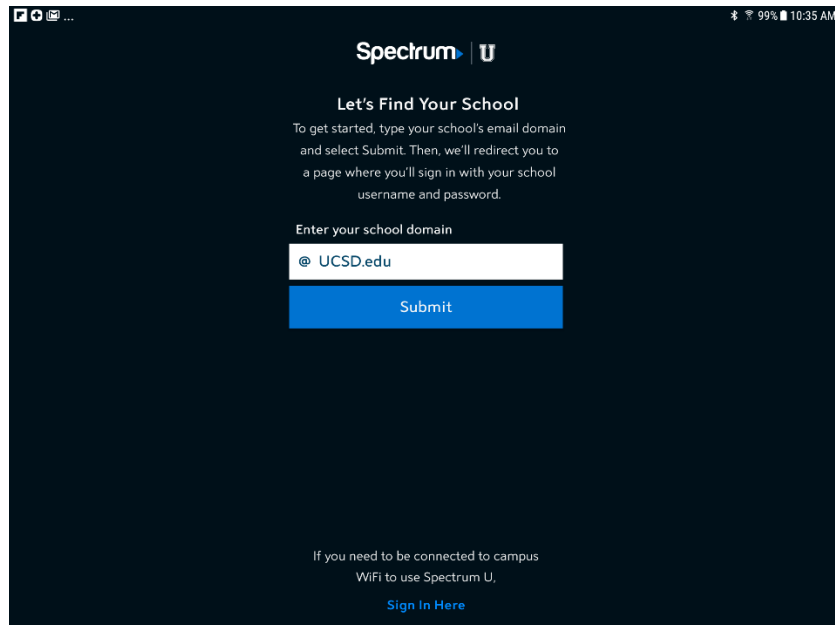 ... 99% 10:35 AM
Spectrum U
Let's Find Your School
To get started, type your school's email domain
and select Submit. Then, we'll redirect you to
a page where you'll sign in with your school
username and password.
Enter your school domain
@ UCSD.edu
Submit
If you need to be connected to campus
WiFi to use Spectrum U,
Sign In Here